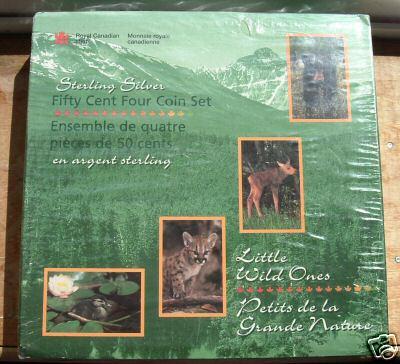 Royal Canadian Mint
Monnaie royale canadienne
Sterling Silver
Fifty Cent Four Coin Set
Ensemble de quatre
pièces de 50 cents
en argent sterling
Little
Wild Ones
Petits de la
Grande Nature